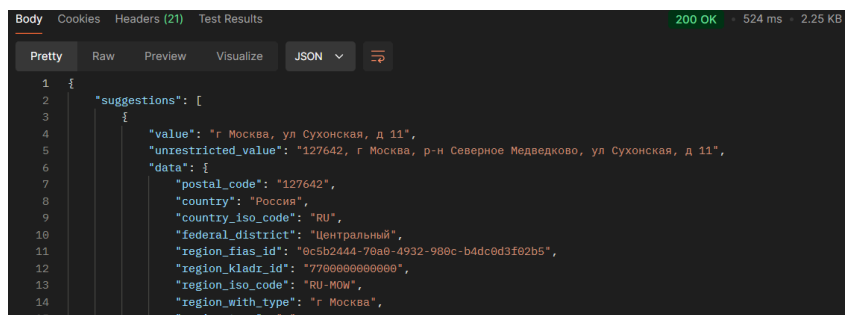 Body Cookies Headers (21) Test Results 200 OK 524 ms 2.25 KB
Pretty Raw Preview Visualize JSON
1 {
2 "suggestions": [
3 {
4 "value": "г Москва, ул Сухонская, д 11",
5 "unrestricted_value": "127642, г Москва, р-н Северное Медведково, ул Сухонская, д 11",
6 "data": {
7 "postal_code": "127642",
8 "country": "Россия",
9 "country_iso_code": "RU",
10 "federal_district": "Центральный",
11 "region_fias_id": "0c5b2444-70a0-4932-980c-b4dc0d3f02b5",
12 "region_kladr_id": "7700000000000",
13 "region_iso_code": "RU-MOW",
14 "region_with_type": "г Москва",